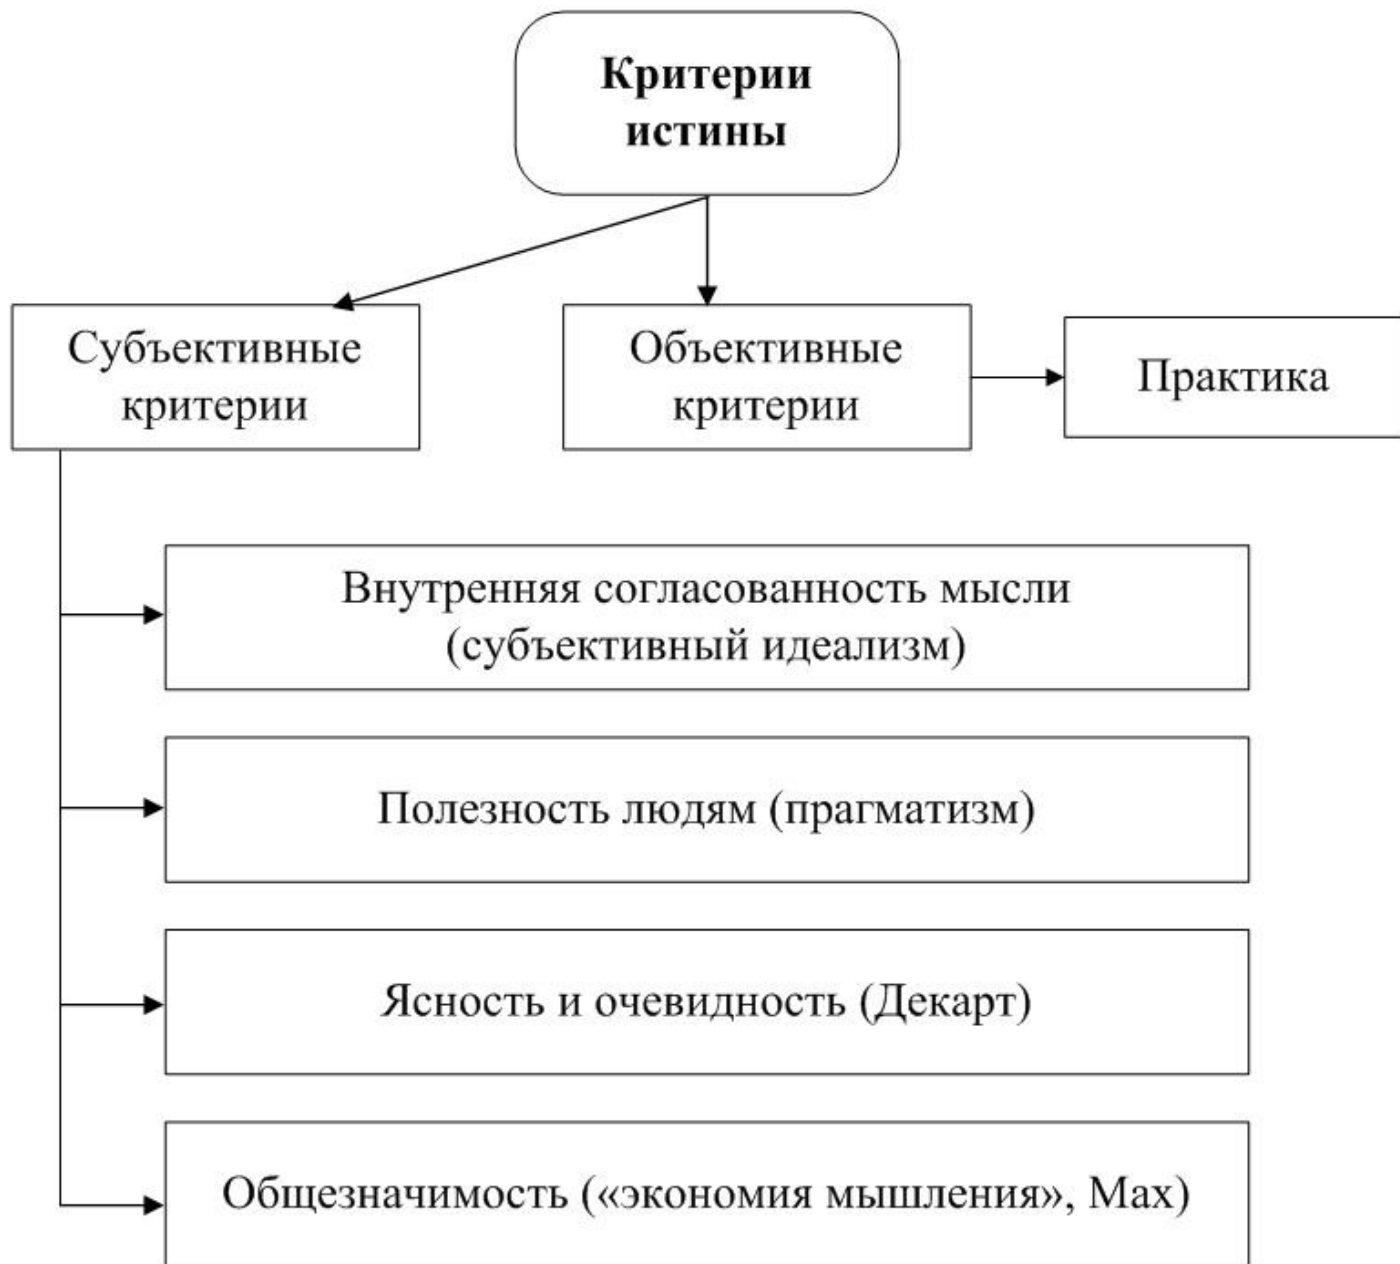 Критерии
истины
Субъективные
критерии
Объективные
критерии
Практика
Внутренняя согласованность мысли
(субъективный идеализм)
Полезность людям (прагматизм)
Ясность и очевидность (Декарт)
Общезначимость («экономия мышления», Мах)